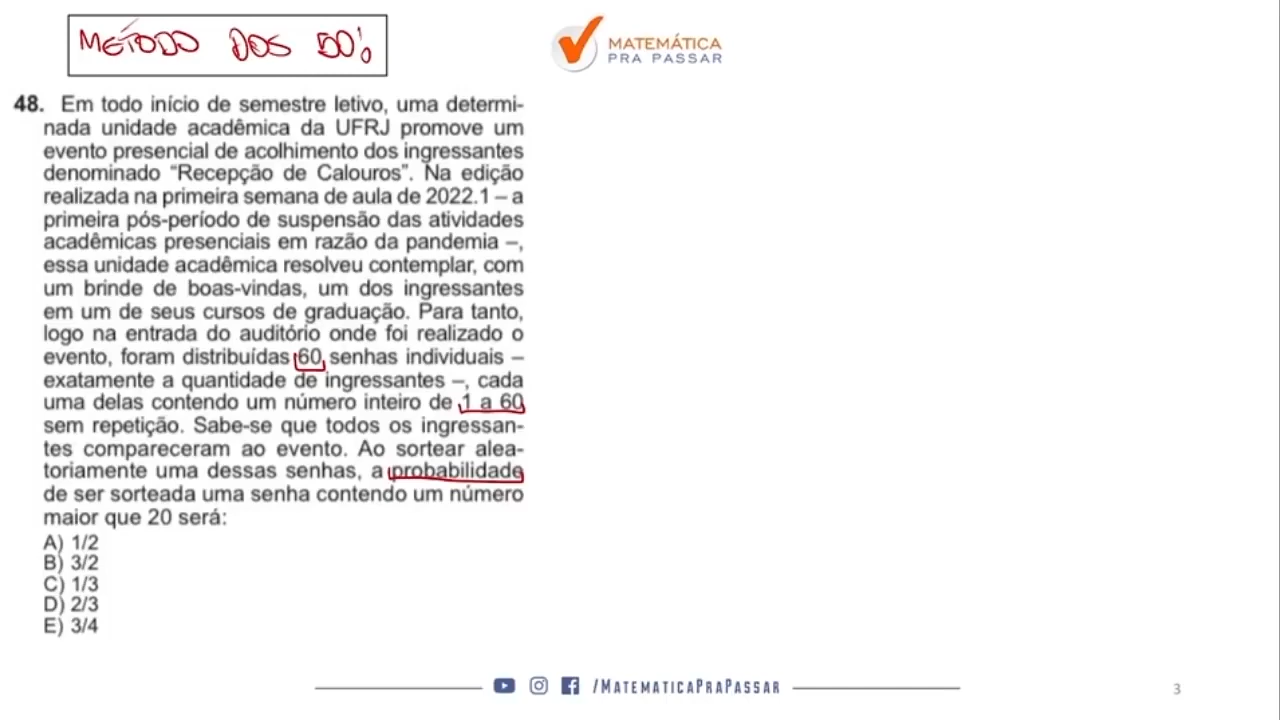 MÉTODO DOS 50%
MATEMÁTICA
PRA PASSAR
48. Em todo início de semestre letivo, uma determi-
nada unidade acadêmica da UFRJ promove um
evento presencial de acolhimento dos ingressantes
denominado “Recepção de Calouros”. Na edição
realizada na primeira semana de aula de 2022.1 – a
primeira pós-período de suspensão das atividades
acadêmicas presenciais em razão da pandemia –,
essa unidade acadêmica resolveu contemplar, com
um brinde de boas-vindas, um dos ingressantes
em um de seus cursos de graduação. Para tanto,
logo na entrada do auditório onde foi realizado o
evento, foram distribuídas 60 senhas individuais –
exatamente a quantidade de ingressantes –, cada
uma delas contendo um número inteiro de 1 a 60
sem repetição. Sabe-se que todos os ingressan-
tes compareceram ao evento. Ao sortear alea-
toriamente uma dessas senhas, a probabilidade
de ser sorteada uma senha contendo um número
maior que 20 será:
A) 1/2
B) 3/2
C) 1/3
D) 2/3
E) 3/4
/MATEMATICAPRAPASSAR
3